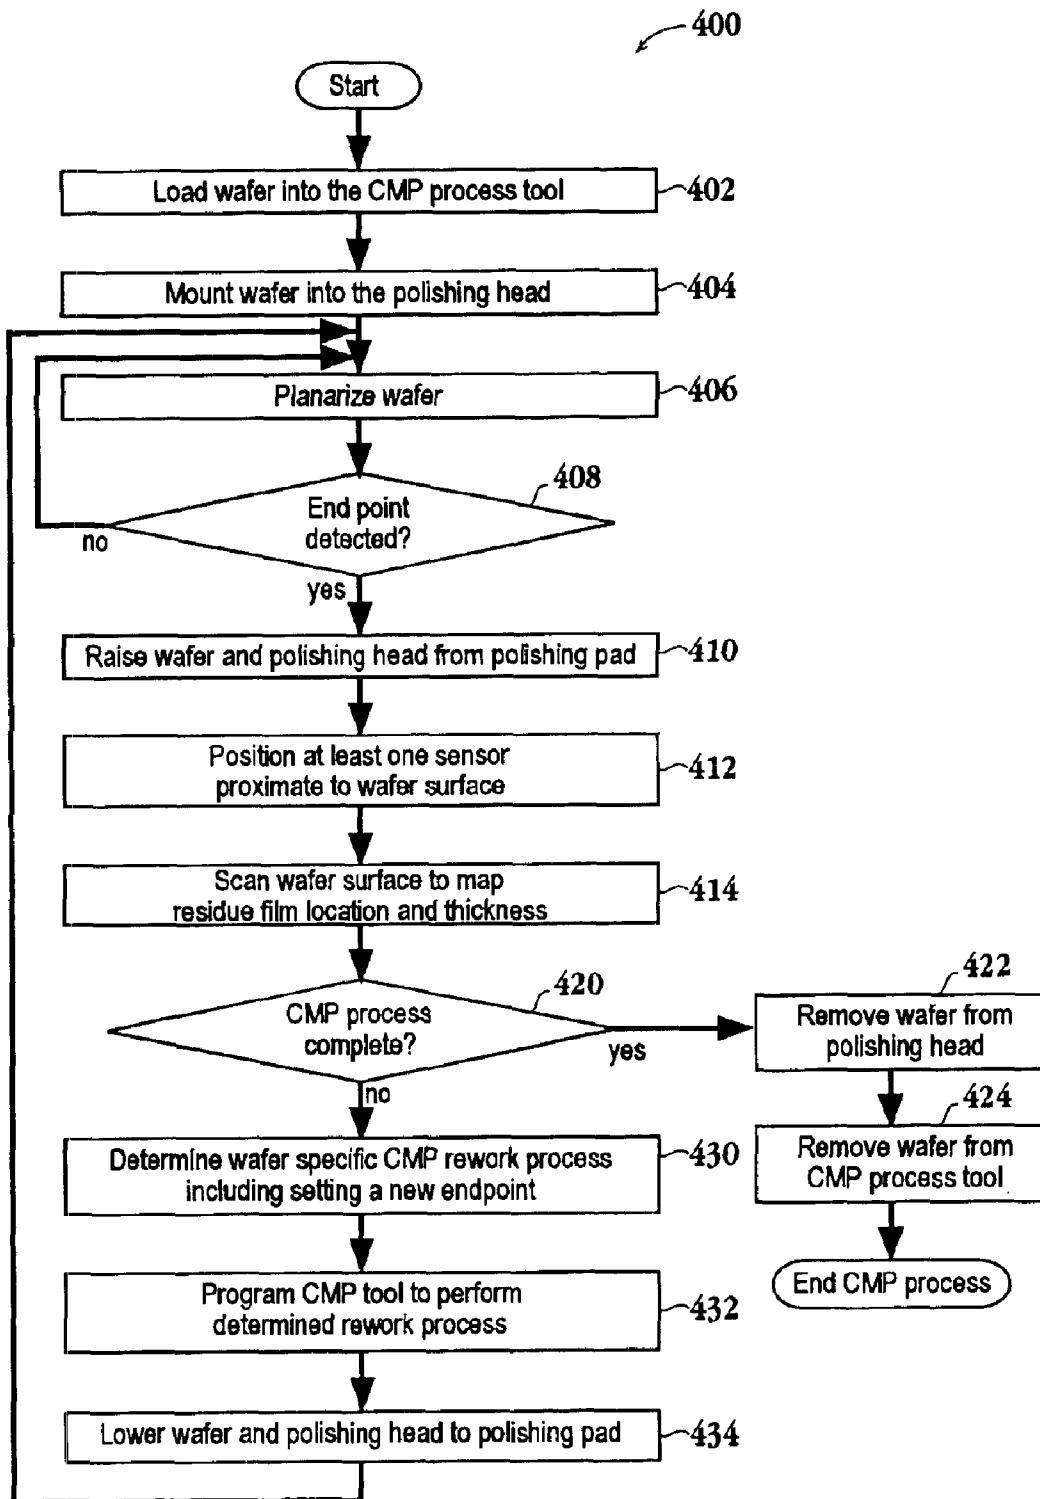 400
Start
Load wafer into the CMP process tool
402
Mount wafer into the polishing head
404
Planarize wafer
406
408
End point
detected?
no
yes
Raise wafer and polishing head from polishing pad
410
Position at least one sensor
proximate to wafer surface
412
Scan wafer surface to map
residue film location and thickness
414
420
CMP process
complete?
yes
no
422
Remove wafer from
polishing head
424
Remove wafer from
CMP process tool
End CMP process
Determine wafer specific CMP rework process
including setting a new endpoint
430
Program CMP tool to perform
determined rework process
432
Lower wafer and polishing head to polishing pad
434